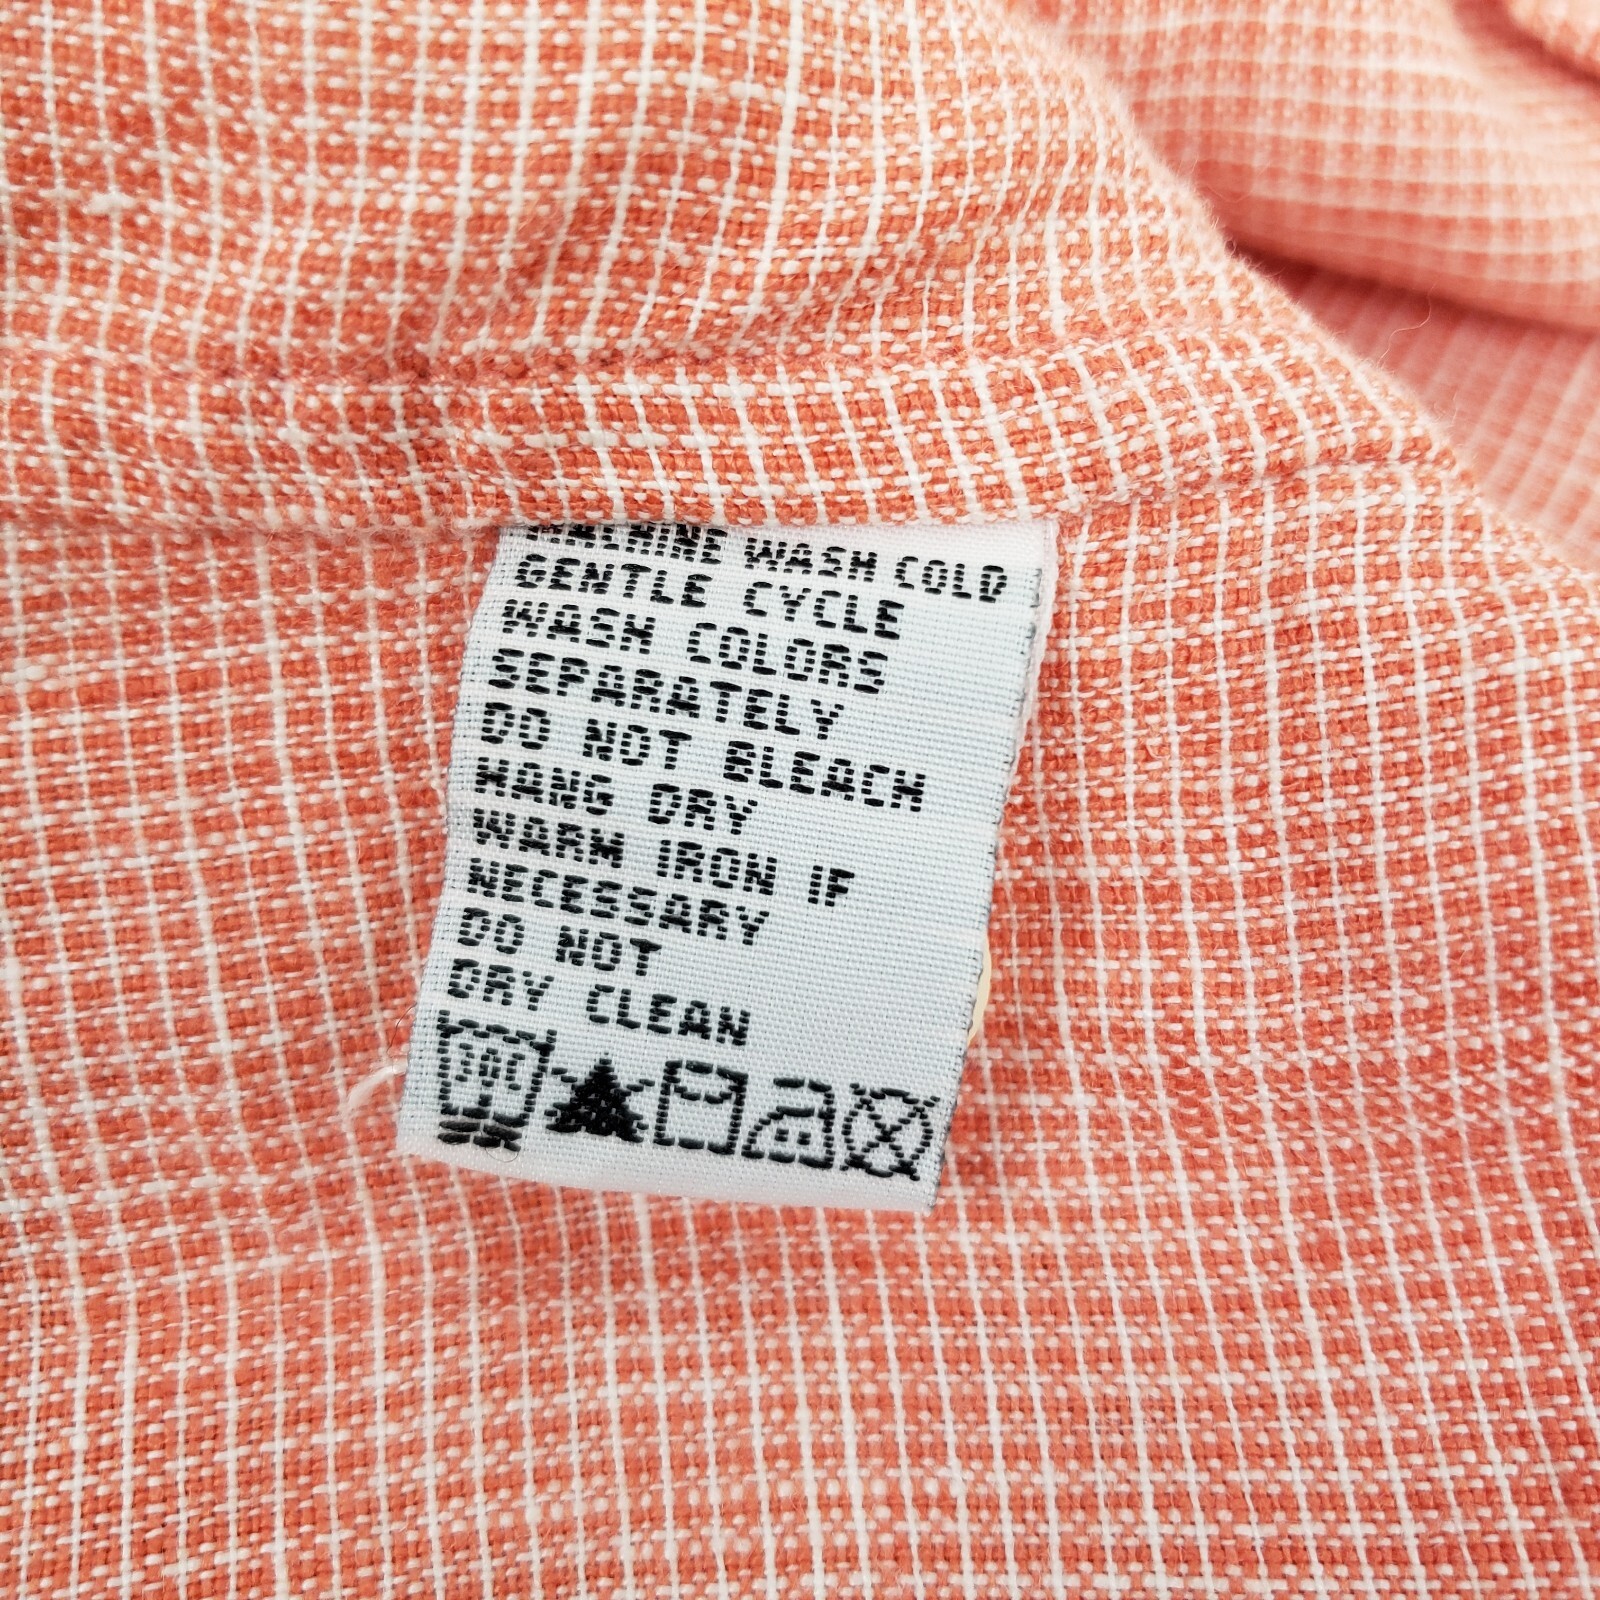 MACHINE WASH COLD
GENTLE CYCLE
WASH COLORS
SEPARATELY
DO NOT BLEACH
HANG DRY
WARM IRON IF
NECESSARY
DO NOT
DRY CLEAN
30C